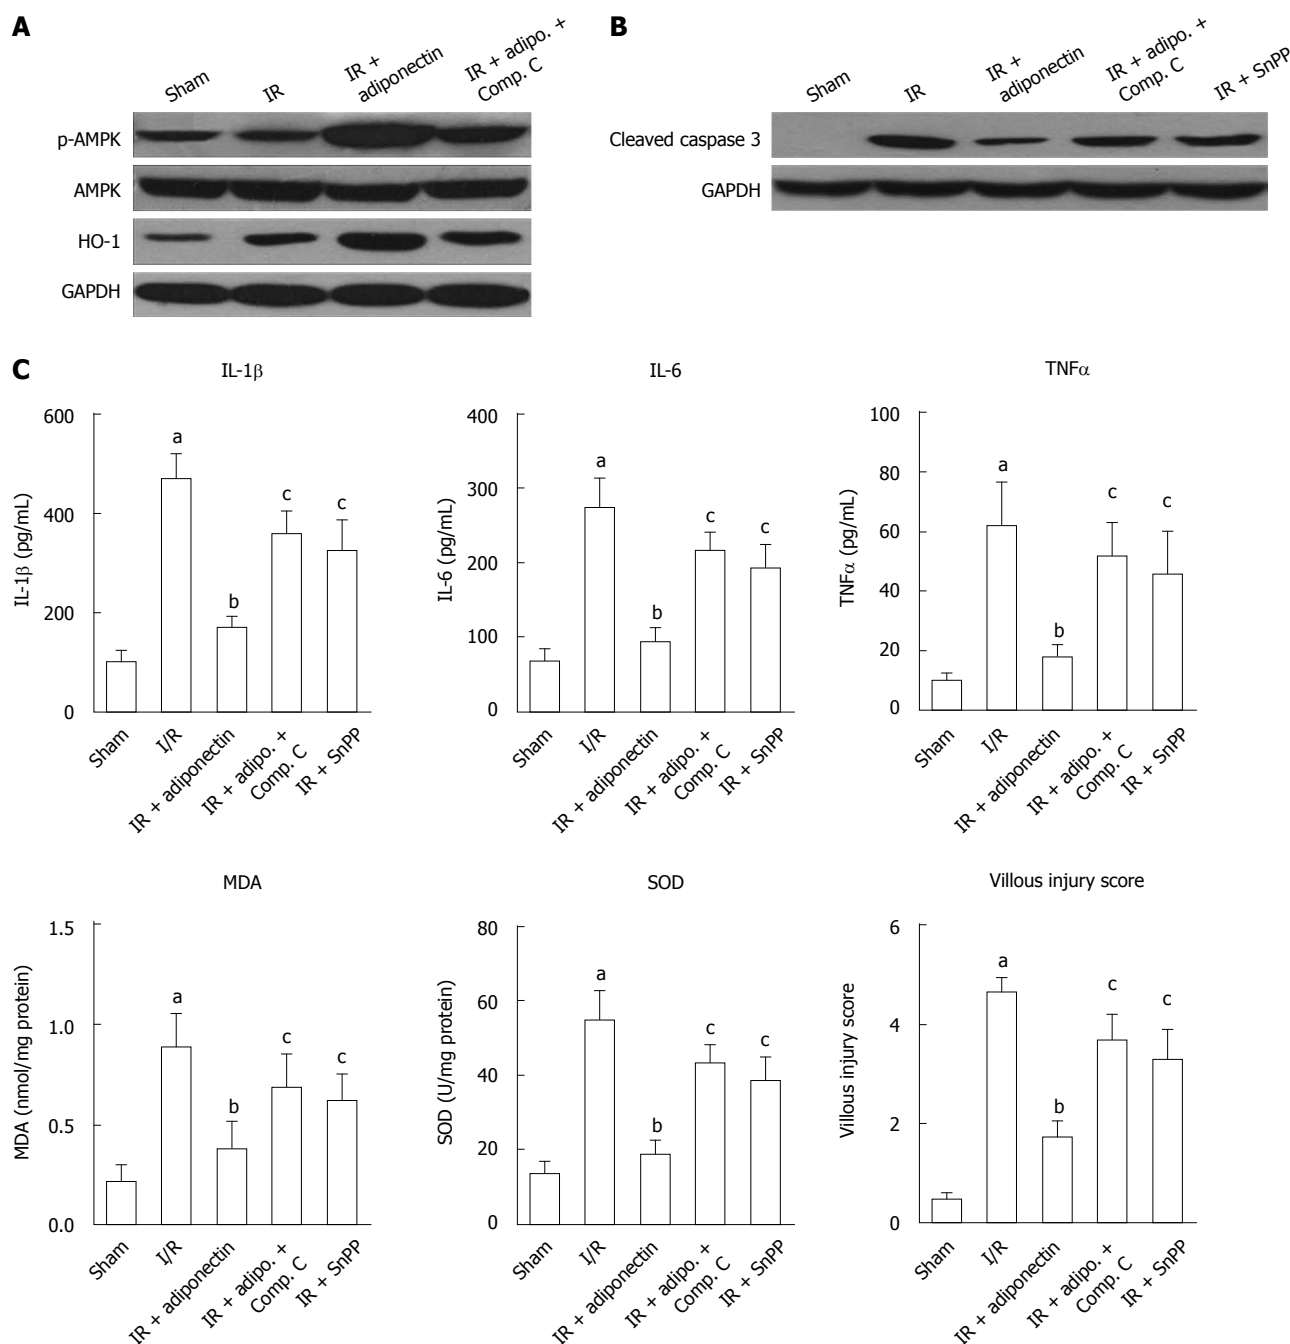 A
Sham
IR
IR +
adiponectin
IR + adipo. +
Comp. C
p-AMPK
AMPK
HO-1
GAPDH
B
Sham
IR
IR +
adiponectin
IR + adipo. +
Comp. C
IR + SnPP
Cleaved caspase 3
GAPDH
C
IL-1β
IL-1β (pg/mL)
600
400
200
0
a
b
c
c
Sham
I/R
IR + adiponectin
IR + adipo. +
Comp. C
IR + SnPP
IL-6
IL-6 (pg/mL)
400
300
200
100
0
a
b
c
c
Sham
I/R
IR + adiponectin
IR + adipo. +
Comp. C
IR + SnPP
TNFα
TNFα (pg/mL)
100
80
60
40
20
0
a
b
c
c
Sham
I/R
IR + adiponectin
IR + adipo. +
Comp. C
IR + SnPP
MDA
MDA (nmol/mg protein)
1.5
1.0
0.5
0.0
a
b
c
c
Sham
I/R
IR + adiponectin
IR + adipo. +
Comp. C
IR + SnPP
SOD
SOD (U/mg protein)
80
60
40
20
0
a
b
c
c
Sham
I/R
IR + adiponectin
IR + adipo. +
Comp. C
IR + SnPP
Villous injury score
Villous injury score
6
4
2
0
a
b
c
c
Sham
I/R
IR + adiponectin
IR + adipo. +
Comp. C
IR + SnPP